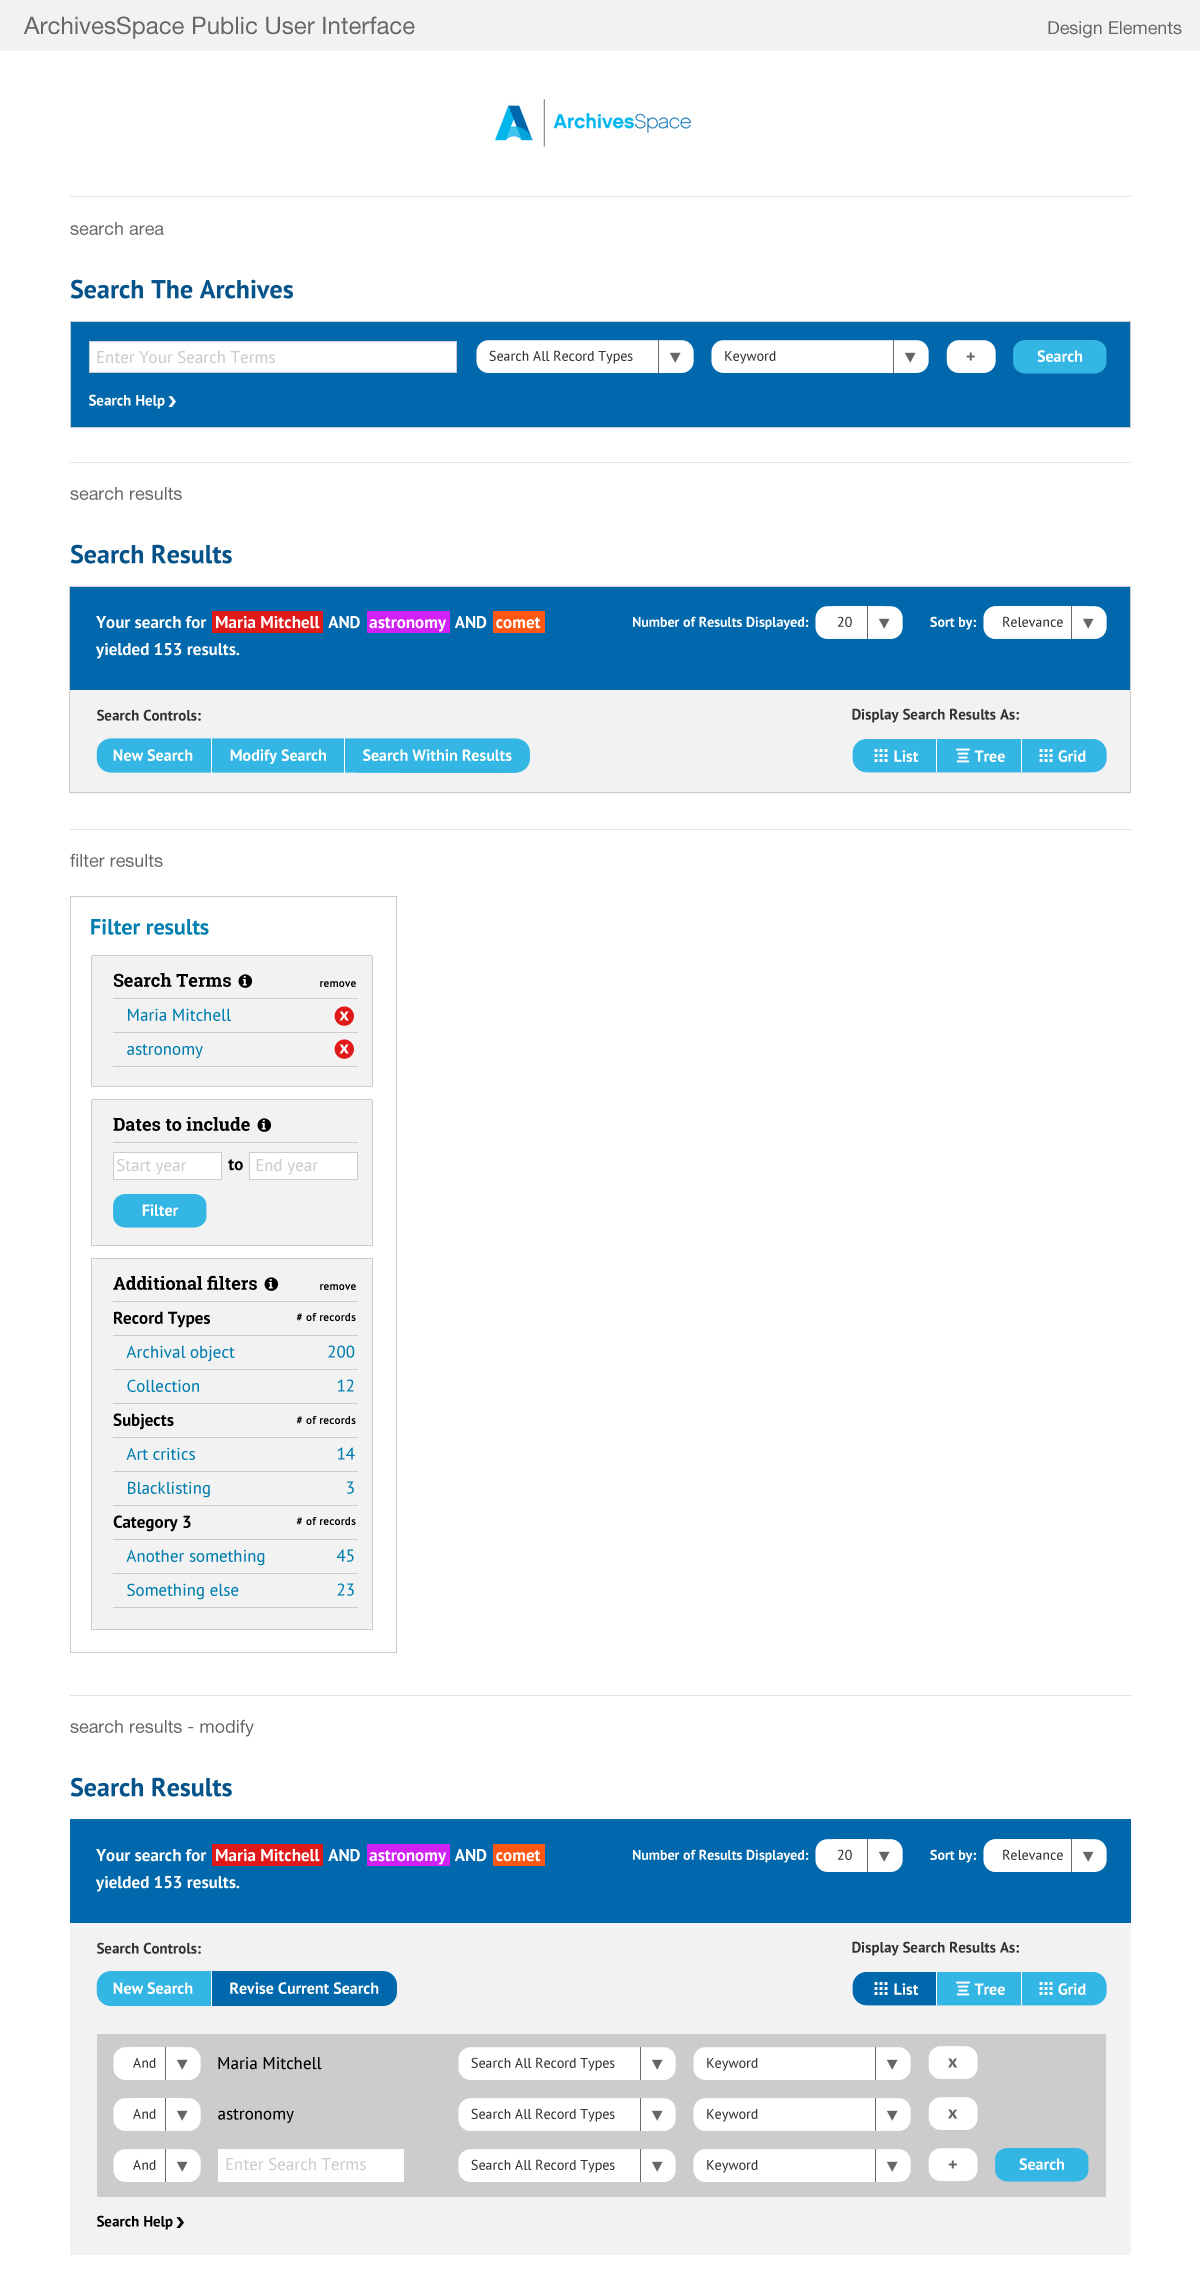 ArchivesSpace Public User Interface
Design Elements
ArchivesSpace
search area
Search The Archives
Enter Your Search Terms
Search All Record Types
Keyword
+
Search
Search Help
search results
Search Results
Your search for Maria Mitchell AND astronomy AND comet
yielded 153 results.
Number of Results Displayed: 20
Sort by: Relevance
Search Controls:
New Search
Modify Search
Search Within Results
Display Search Results As:
List
Tree
Grid
filter results
Filter results
Search Terms
remove
Maria Mitchell
x
astronomy
x
Dates to include
Start year to End year
Filter
Additional filters
remove
Record Types # of records
Archival object 200
Collection 12
Subjects # of records
Art critics 14
Blacklisting 3
Category 3 # of records
Another something 45
Something else 23
search results - modify
Search Results
Your search for Maria Mitchell AND astronomy AND comet
yielded 153 results.
Number of Results Displayed: 20
Sort by: Relevance
Search Controls:
New Search
Revise Current Search
Display Search Results As:
List
Tree
Grid
And Maria Mitchell Search All Record Types Keyword x
And astronomy Search All Record Types Keyword x
And Enter Search Terms Search All Record Types Keyword + Search
Search Help